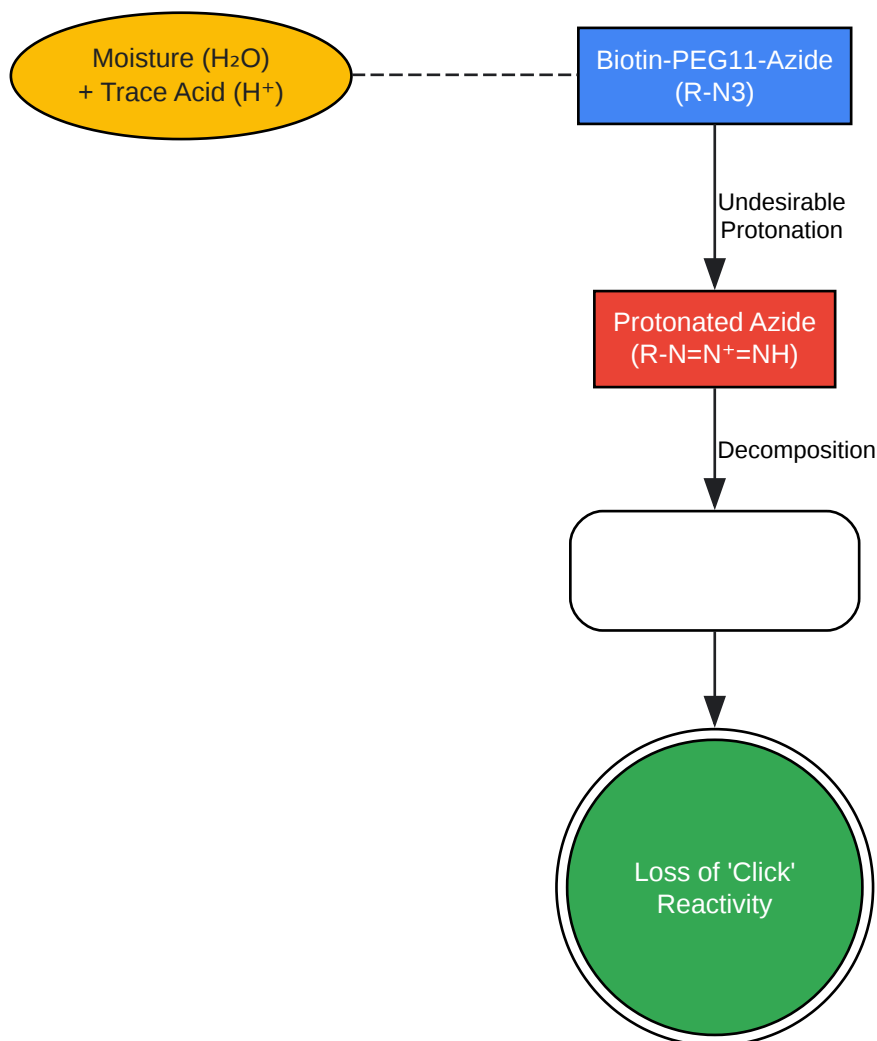 Moisture (H₂O)
+ Trace Acid (H⁺)
Biotin-PEG11-Azide
(R-N3)
Undesirable
Protonation
Protonated Azide
(R-N=N⁺=NH)
Decomposition
Loss of 'Click'
Reactivity